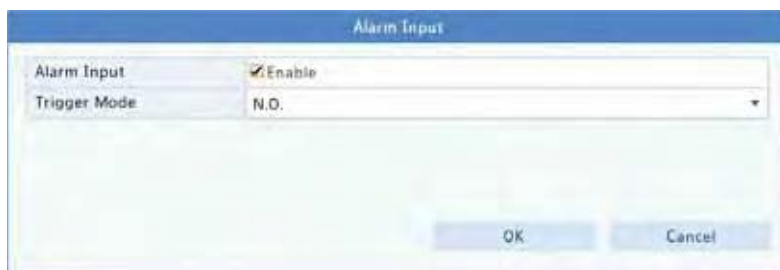 Alarm Input
Alarm Input Enable
Trigger Mode N.O.
OK Cancel